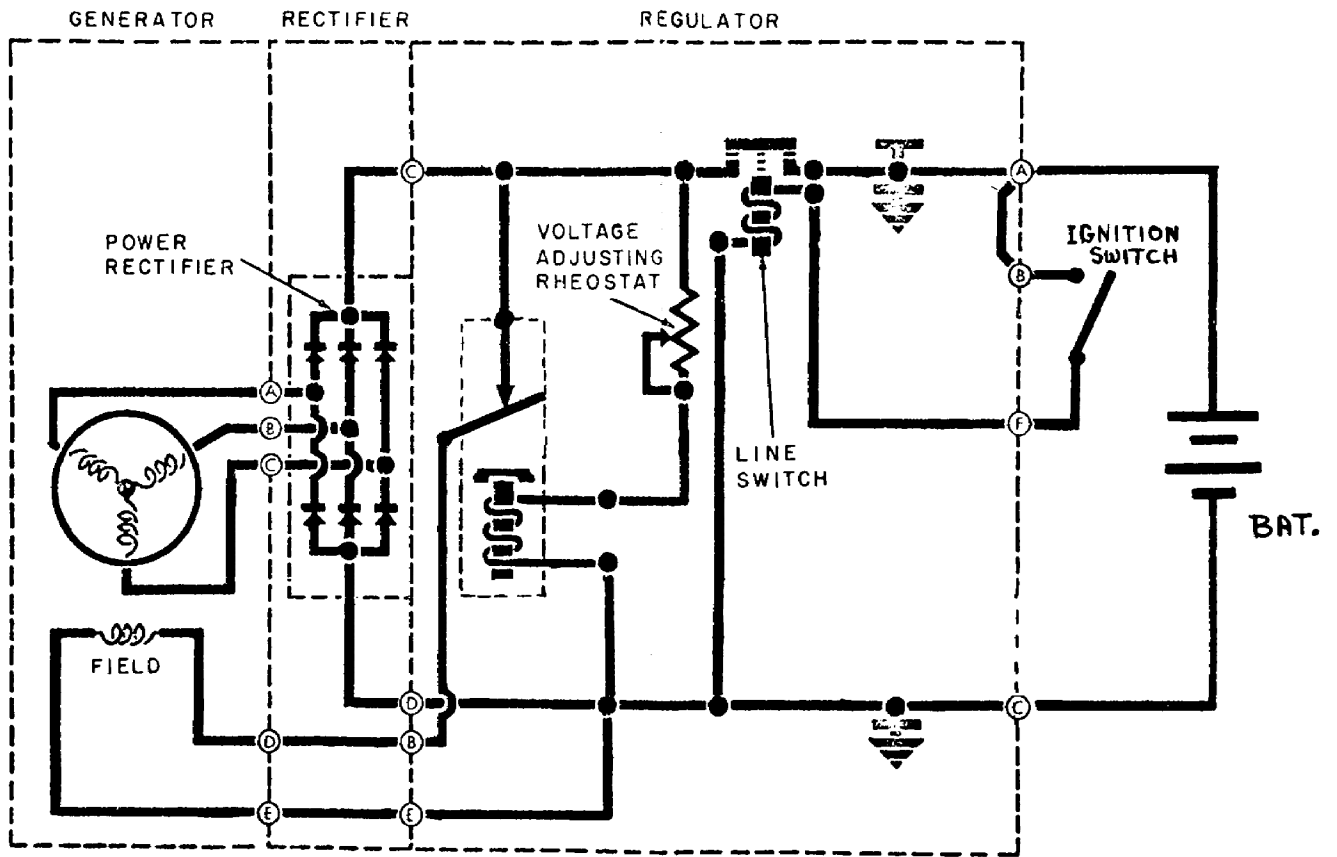 GENERATOR
RECTIFIER
REGULATOR
C
A
POWER
RECTIFIER
VOLTAGE
ADJUSTING
RHEOSTAT
IGNITION
SWITCH
B
A
B
C
F
LINE
SWITCH
BAT.
FIELD
D
C
D
B
E
E